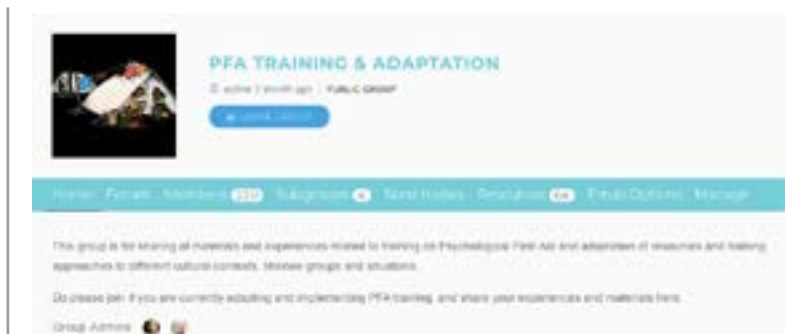 PFA TRAINING & ADAPTATION
active 1 month ago PUBLIC GROUP
LEAVE GROUP
Home Forum Members Subgroups Send Invites Resources Email Options Manage
This group is for sharing of materials and experiences related to training on Psychological First Aid and adaptation of resources and training
approaches to different cultural contexts, groups and situations.
Do please join if you are currently adapting and implementing PFA training, and share your experiences and materials here.
Group Admins